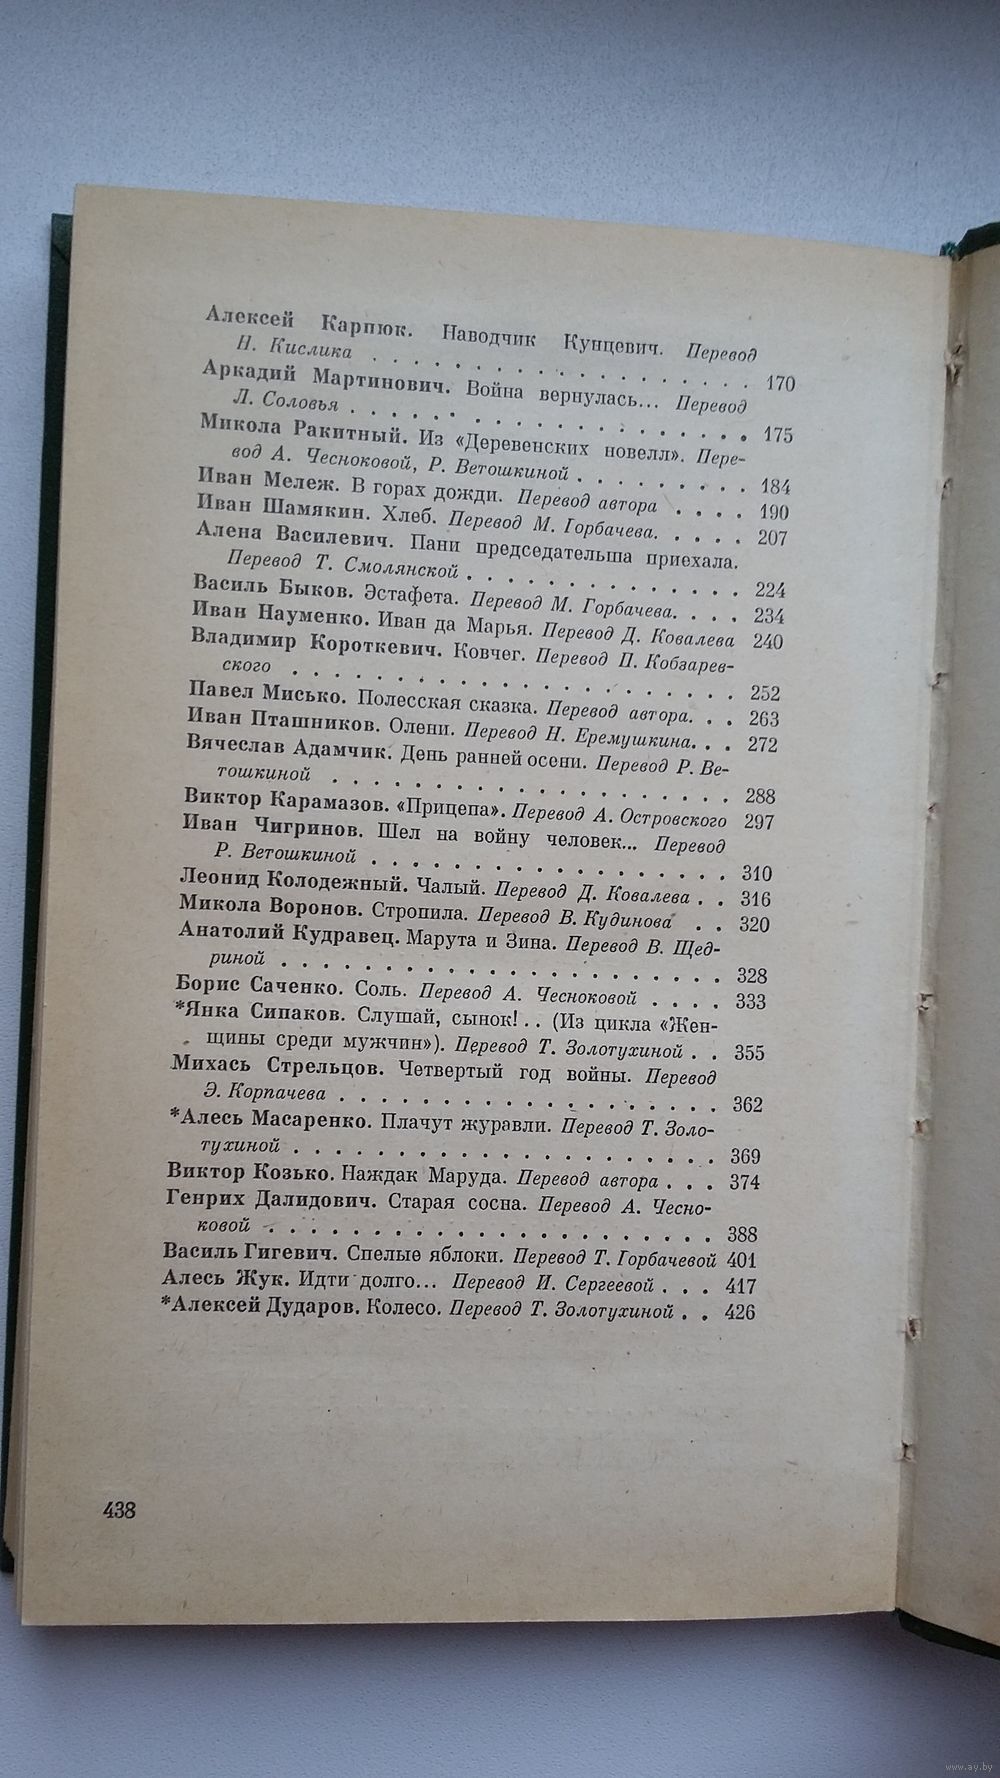 Алексей Карпюк. Наводчик Кунцевич. Перевод
Н. Кислика . . . . . . . . . . . . . . . . . . 170
Аркадий Мартинович. Война вернулась... Перевод
Л. Соловья . . . . . . . . . . . . . . . . . . 175
Микола Ракитный. Из «Деревенских новелл». Пере-
вод А. Чесноковой, Р. Ветошкиной . . . . . . . . . 184
Иван Мележ. В горах дожди. Перевод автора . . . . 190
Иван Шамякин. Хлеб. Перевод М. Горбачева. . . . . 207
Алена Василевич. Пани председательша приехала.
Перевод Т. Смолянской . . . . . . . . . . . . . 224
Василь Быков. Эстафета. Перевод М. Горбачева. . . . 234
Иван Науменко. Иван да Марья. Перевод Д. Ковалева 240
Владимир Короткевич. Ковчег. Перевод П. Кобзарев-
ского . . . . . . . . . . . . . . . . . . . . . 252
Павел Мисько. Полесская сказка. Перевод автора. . . 263
Иван Пташников. Олени. Перевод Н. Еремушкина. . . 272
Вячеслав Адамчик. День ранней осени. Перевод Р. Ве-
тошкиной . . . . . . . . . . . . . . . . . . . 288
Виктор Карамазов. «Прицепа». Перевод А. Островского 297
Иван Чигринов. Шел на войну человек... Перевод
Р. Ветошкиной . . . . . . . . . . . . . . . . . 310
Леонид Колодежный. Чалый. Перевод Д. Ковалева . . 316
Микола Воронов. Стропила. Перевод В. Кудинова . . 320
Анатолий Кудравец. Марута и Зина. Перевод В. Щед-
риной . . . . . . . . . . . . . . . . . . . . . 328
Борис Саченко. Соль. Перевод А. Чесноковой . . . . 333
*Янка Сипаков. Слушай, сынок!.. (Из цикла «Жен-
щины среди мужчин»). Перевод Т. Золотухиной . . 355
Михась Стрельцов. Четвертый год войны. Перевод
Э. Корпачева . . . . . . . . . . . . . . . . . . 362
*Алесь Масаренко. Плачут журавли. Перевод Т. Золо-
тухиной . . . . . . . . . . . . . . . . . . . . 369
Виктор Козько. Наждак Маруда. Перевод автора . . . 374
Генрих Далидович. Старая сосна. Перевод А. Чесно-
ковой . . . . . . . . . . . . . . . . . . . . . 388
Василь Гигевич. Спелые яблоки. Перевод Т. Горбачевой 401
Алесь Жук. Идти долго... Перевод И. Сергеевой . . . 417
*Алексей Дударов. Колесо. Перевод Т. Золотухиной . . 426
438
www.ay.by